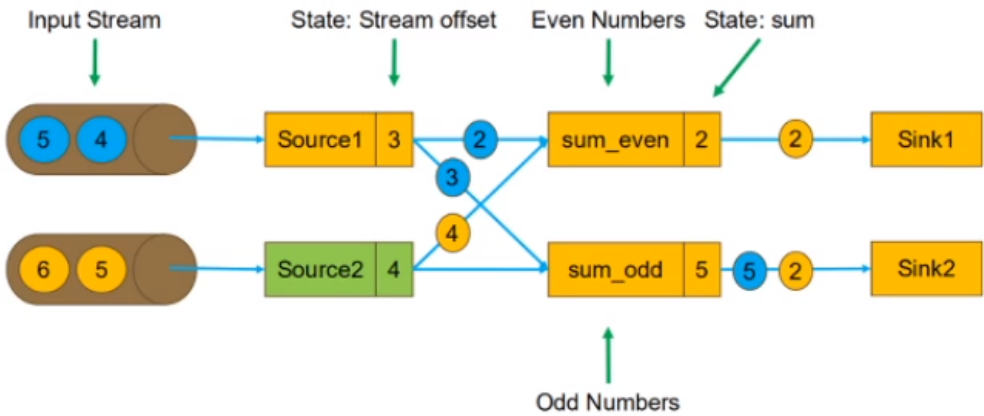 Input Stream
State: Stream offset
Even Numbers
State: sum
5 4
Source1 3
2
sum_even 2
2
Sink1
3
4
6 5
Source2 4
sum_odd 5
5 2
Sink2
Odd Numbers